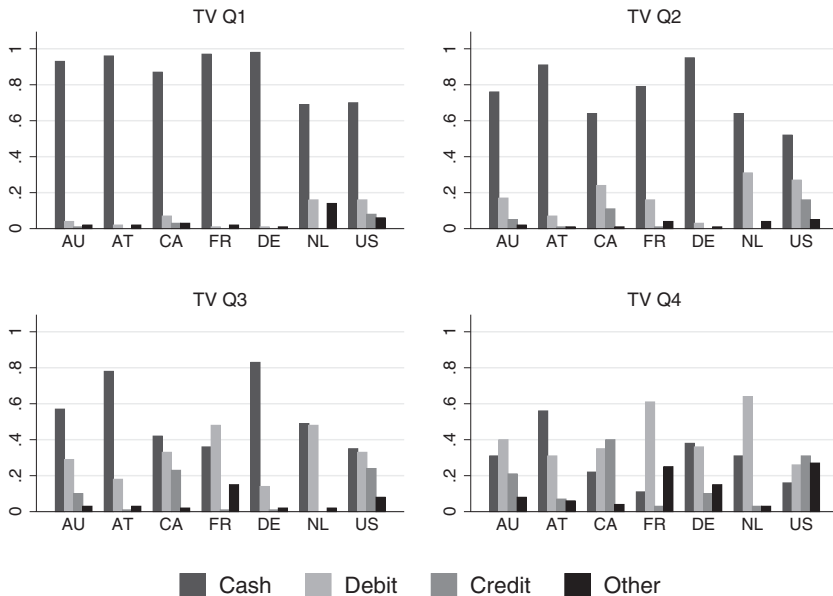 TV Q1
1
.8
.6
.4
.2
0
AU AT CA FR DE NL US
TV Q2
1
.8
.6
.4
.2
0
AU AT CA FR DE NL US
TV Q3
1
.8
.6
.4
.2
0
AU AT CA FR DE NL US
TV Q4
1
.8
.6
.4
.2
0
AU AT CA FR DE NL US
Cash Debit Credit Other